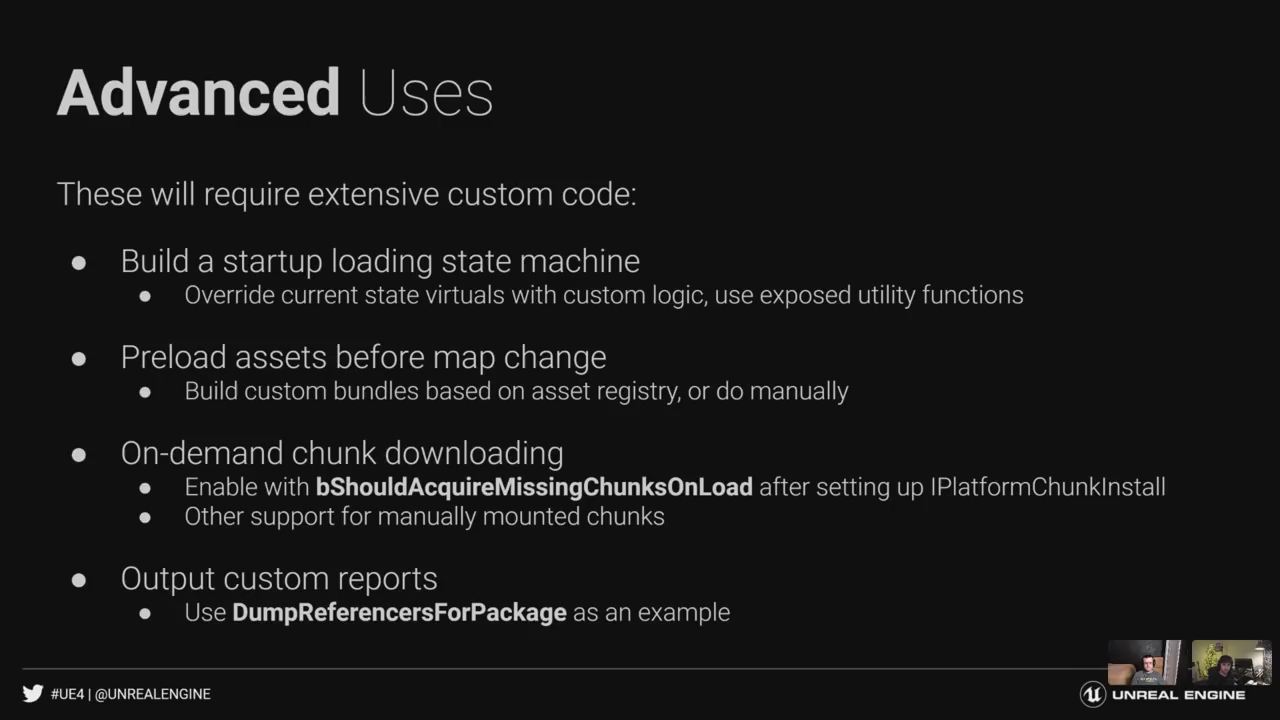 Advanced Uses
These will require extensive custom code:
● Build a startup loading state machine
● Override current state virtuals with custom logic, use exposed utility functions
● Preload assets before map change
● Build custom bundles based on asset registry, or do manually
● On-demand chunk downloading
● Enable with bShouldAcquireMissingChunksOnLoad after setting up IPlatformChunkInstall
● Other support for manually mounted chunks
● Output custom reports
● Use DumpReferencersForPackage as an example
#UE4 | @UNREALENGINE
UNREAL ENGINE